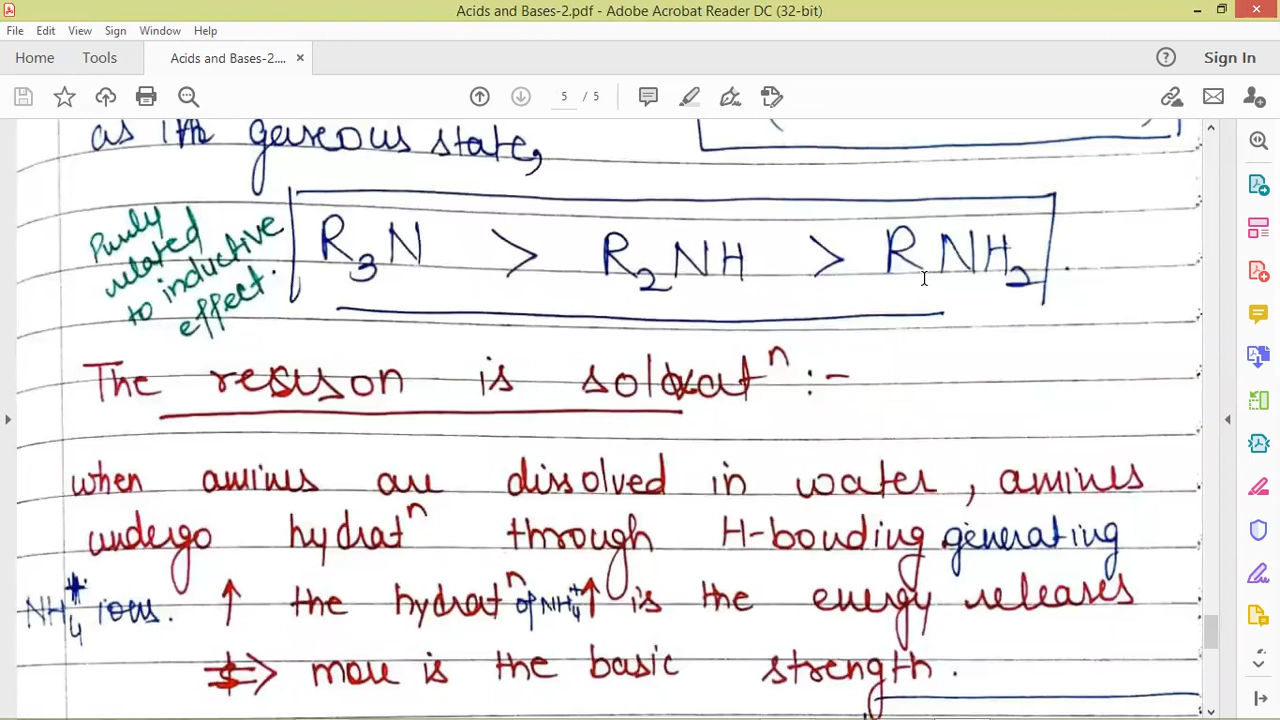 Acids and Bases-2.pdf - Adobe Acrobat Reader DC (32-bit)
File Edit View Sign Window Help
Home Tools Acids and Bases-2.... × Sign In
5 / 5
as in gaseous state,
Purely related to inductive effect.
R₃N > R₂NH > RNH₂.
The reason is solvatⁿ :-
when amines are dissolved in water, amines
undergo hydratⁿ through H-bonding generating
NH₄⁺ ions. ↑ the hydratⁿ of NH₄⁺ ↑ is the energy releases
⇒ more is the basic strength.